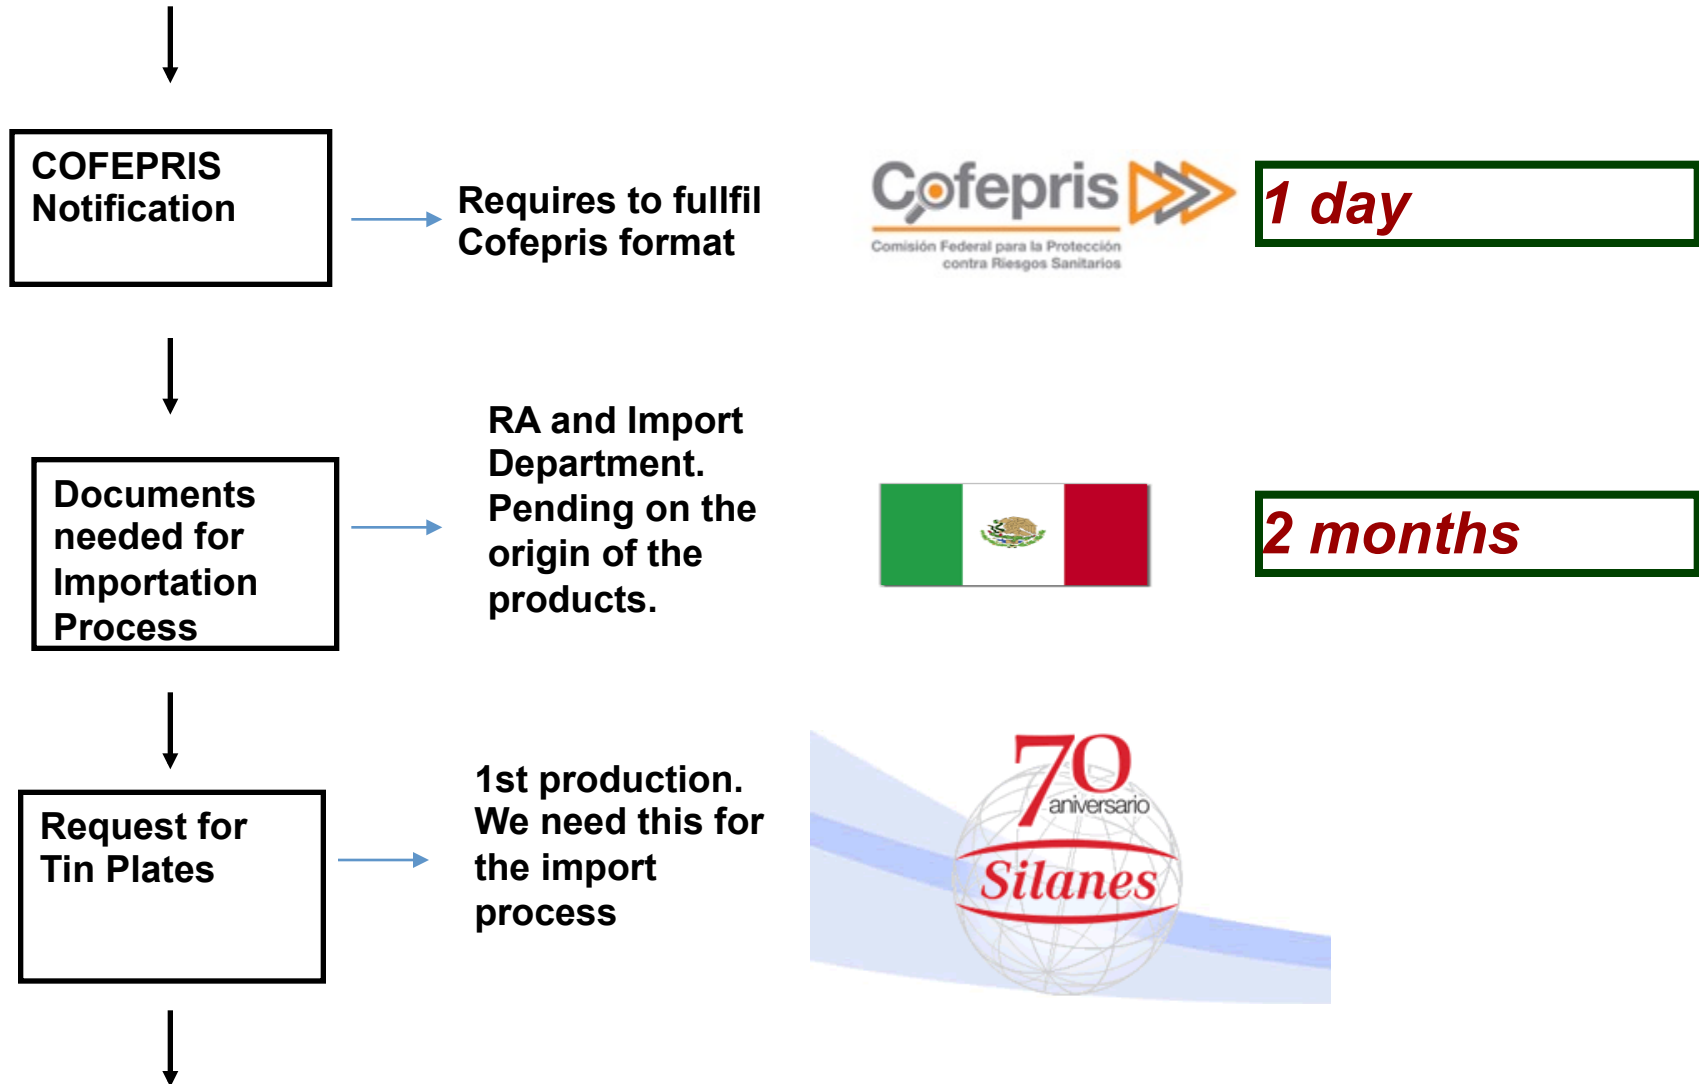 COFEPRIS
Notification
Requires to fullfil
Cofepris format
Cofepris
Comisión Federal para la Protección
contra Riesgos Sanitarios
1 day
Documents
needed for
Importation
Process
RA and Import
Department.
Pending on the
origin of the
products.
2 months
Request for
Tin Plates
1st production.
We need this for
the import
process
70
aniversario
Silanes